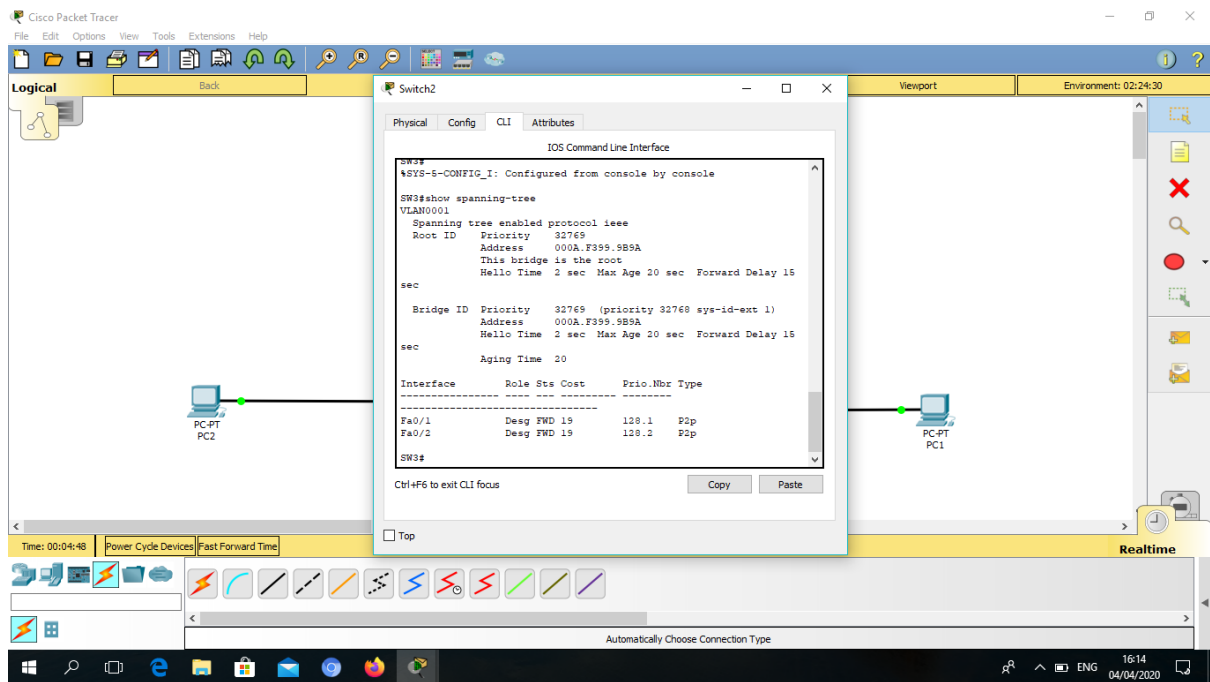 Cisco Packet Tracer
File Edit Options View Tools Extensions Help
Logical Back Viewport Environment: 02:24:30
Switch2
Physical Config CLI Attributes
IOS Command Line Interface
SW3#
%SYS-5-CONFIG_I: Configured from console by console
SW3#show spanning-tree
VLAN0001
Spanning tree enabled protocol ieee
Root ID Priority 32769
Address 000A.F399.9B9A
This bridge is the root
Hello Time 2 sec Max Age 20 sec Forward Delay 15
sec
Bridge ID Priority 32769 (priority 32768 sys-id-ext 1)
Address 000A.F399.9B9A
Hello Time 2 sec Max Age 20 sec Forward Delay 15
sec
Aging Time 20
Interface Role Sts Cost Prio.Nbr Type
---------------- ---- --- --------- --------
--------------------------------
Fa0/1 Desg FWD 19 128.1 P2p
Fa0/2 Desg FWD 19 128.2 P2p
SW3#
Ctrl+F6 to exit CLI focus Copy Paste
Top
PC-PT
PC2
PC-PT
PC1
Time: 00:04:48 Power Cycle Devices Fast Forward Time Realtime
Automatically Choose Connection Type
ENG 16:14
04/04/2020